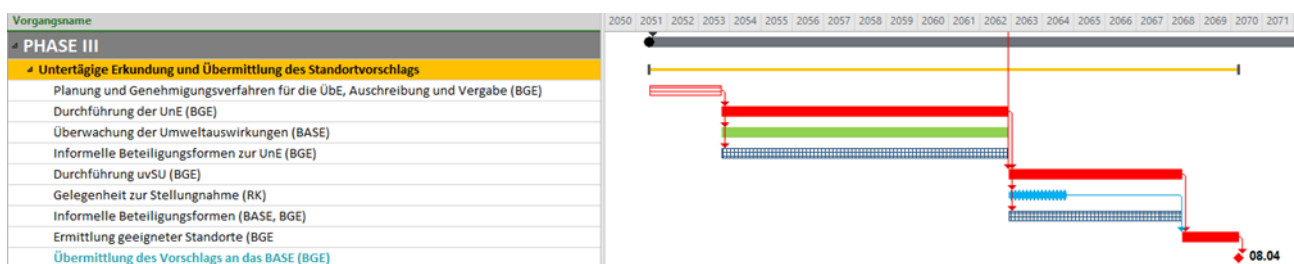 Vorgangsname 2050 2051 2052 2053 2054 2055 2056 2057 2058 2059 2060 2061 2062 2063 2064 2065 2066 2067 2068 2069 2070 2071
PHASE III
Untertägige Erkundung und Übermittlung des Standortvorschlags
Planung und Genehmigungsverfahren für die ÜbE, Auschreibung und Vergabe (BGE)
Durchführung der UnE (BGE)
Überwachung der Umweltauswirkungen (BASE)
Informelle Beteiligungsformen zur UnE (BGE)
Durchführung uvSU (BGE)
Gelegenheit zur Stellungnahme (RK)
Informelle Beteiligungsformen (BASE, BGE)
Ermittlung geeigneter Standorte (BGE
Übermittlung des Vorschlags an das BASE (BGE) 08.04